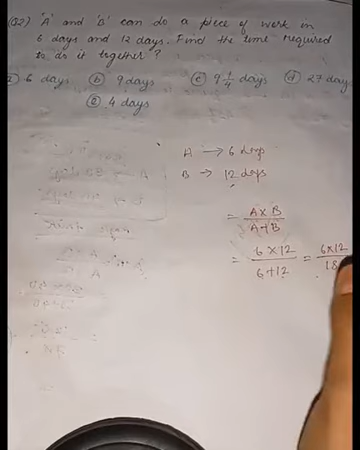 (Q2) 'A' and 'B' can do a piece of work in
6 days and 12 days. Find the time required
to do it together?
a) 6 days (b) 9 days (c) 9 1/4 days (d) 27 day
(e) 4 days
A → 6 days
B → 12 days
= A×B / A+B
= 6×12 / 6+12 = 6×12 / 18